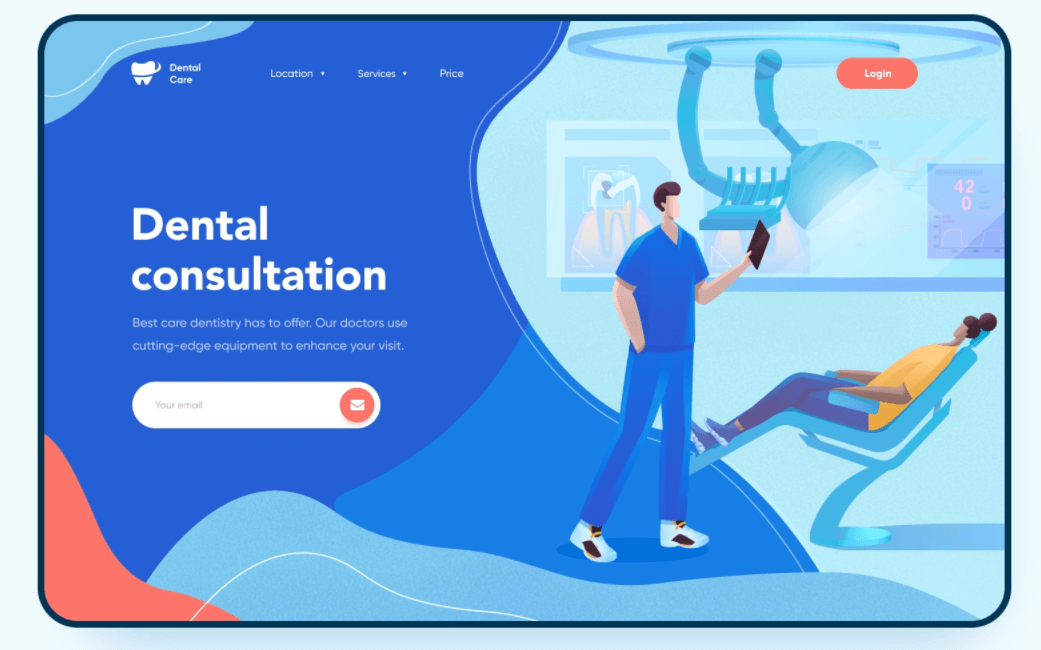 Dental
Care
Location ▼ Services ▼ Price
Login
Dental
consultation
Best care dentistry has to offer. Our doctors use
cutting-edge equipment to enhance your visit.
Your email
42
0